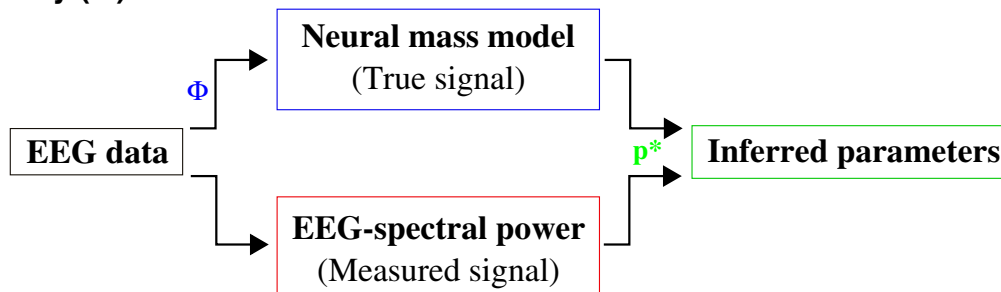 Neural mass model
(True signal)
Φ
EEG data
p*
Inferred parameters
EEG-spectral power
(Measured signal)